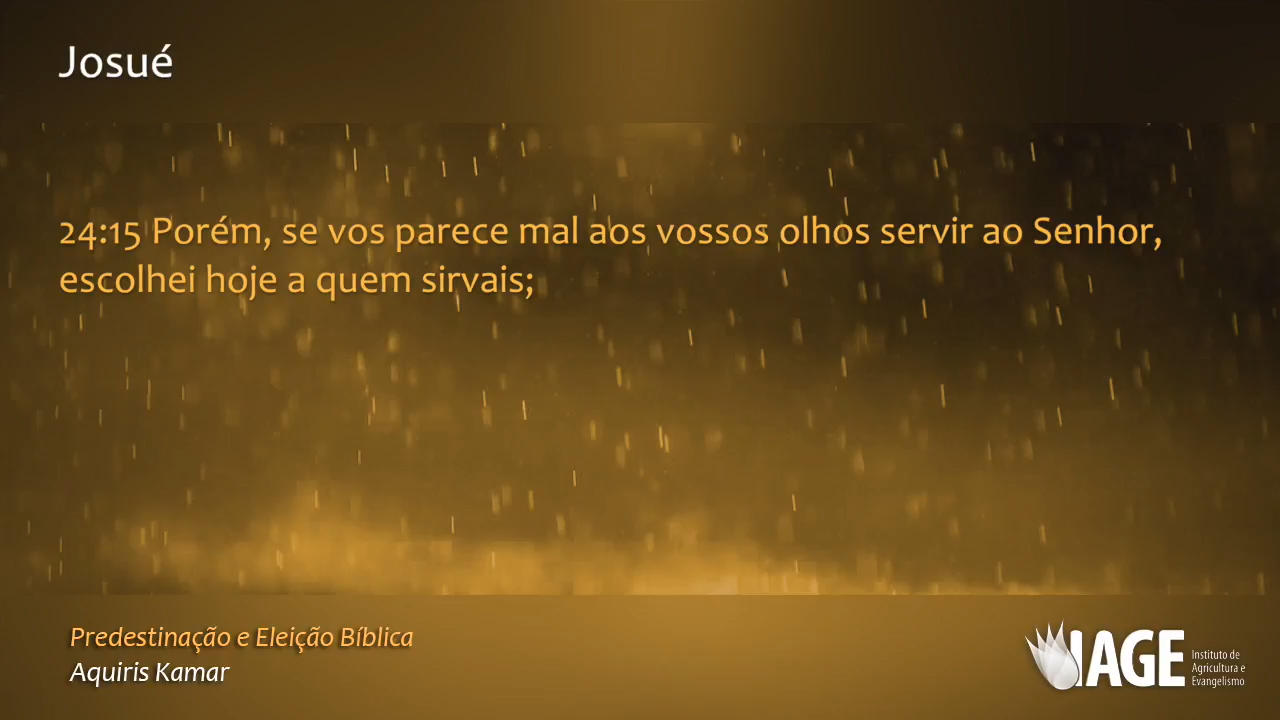 Josué
24:15 Porém, se vos parece mal aos vossos olhos servir ao Senhor,
escolhei hoje a quem sirvais;
Predestinação e Eleição Bíblica
Aquiris Kamar
IAGE
Instituto de
Agricultura e
Evangelismo